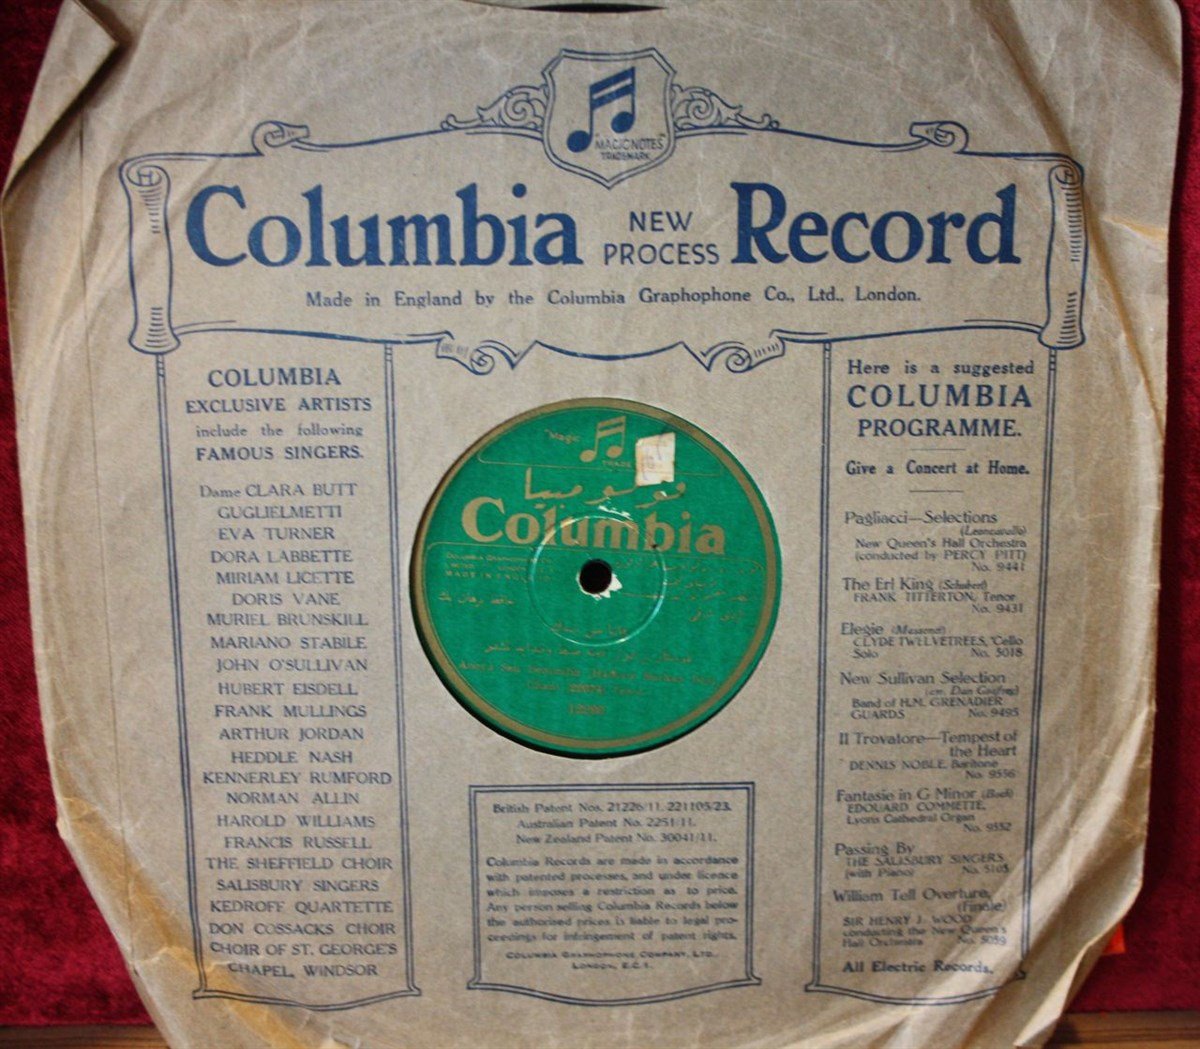 MAGIC NOTES
TRADE MARK
Columbia NEW PROCESS Record
Made in England by the Columbia Graphophone Co., Ltd., London.
COLUMBIA
EXCLUSIVE ARTISTS
include the following
FAMOUS SINGERS.
Dame CLARA BUTT
GUGLIELMETTI
EVA TURNER
DORA LABBETTE
MIRIAM LICETTE
DORIS VANE
MURIEL BRUNSKILL
MARIANO STABILE
JOHN O'SULLIVAN
HUBERT EISDELL
FRANK MULLINGS
ARTHUR JORDAN
HEDDLE NASH
KENNERLEY RUMFORD
NORMAN ALLIN
HAROLD WILLIAMS
FRANCIS RUSSELL
THE SHEFFIELD CHOIR
SALISBURY SINGERS
KEDROFF QUARTETTE
DON COSSACKS CHOIR
CHOIR OF ST. GEORGE'S
CHAPEL, WINDSOR
"Magic
TRADE
Columbia
COLUMBIA
LIMITED
MADE IN
British Patent Nos. 21226/11. 221105/23.
Australian Patent No. 2251/11.
New Zealand Patent No. 30041/11.
Columbia Records are made in accordance
with patented processes, and under licence
which imposes a restriction as to price.
Any person selling Columbia Records below
the authorised prices is liable to legal pro-
ceedings for infringement of patent rights.
COLUMBIA GRAPHOPHONE COMPANY, LTD.,
LONDON, E.C.1.
Here is a suggested
COLUMBIA
PROGRAMME.
Give a Concert at Home.
Pagliacci—Selections
(Leoncavallo)
New Queen's Hall Orchestra
(conducted by PERCY PITT)
No. 9441
The Erl King (Schubert)
FRANK TITTERTON, Tenor
No. 9431
Elegie (Massenet)
CLYDE TWELVETREES, 'Cello
Solo No. 5018
New Sullivan Selection
(arr. Dan Godfrey)
Band of H.M. GRENADIER
GUARDS No. 9495
Il Trovatore—Tempest of
the Heart
DENNIS NOBLE, Baritone
No. 9556
Fantasie in G Minor (Bach)
EDOUARD COMMETTE,
Lyons Cathedral Organ
No. 9552
Passing By
THE SALISBURY SINGERS
(with Piano) No. 5105
William Tell Overture,
(Finale)
SIR HENRY J. WOOD
conducting the New Queen's
Hall Orchestra No. 5059
All Electric Records.